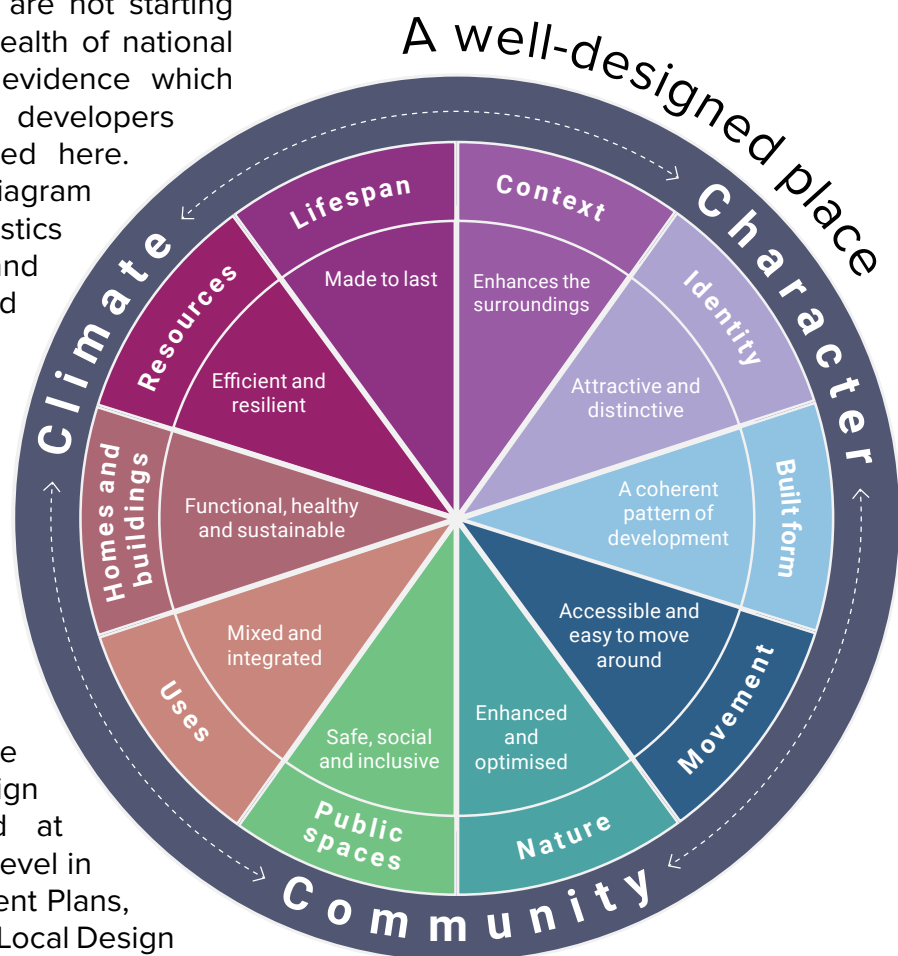 are not starting
ealth of national
evidence which
developers
ed here.
iagram
stics
and
d
A well-designed place
Climate
Character
Community
Lifespan
Made to last
Context
Enhances the
surroundings
Identity
Attractive and
distinctive
Built form
A coherent
pattern of
development
Movement
Accessible and
easy to move
around
Nature
Enhanced
and
optimised
Public
spaces
Safe, social
and inclusive
Uses
Mixed and
integrated
Homes and
buildings
Functional, healthy
and sustainable
Resources
Efficient and
resilient
e
ign
d at
evel in
ent Plans,
Local Design